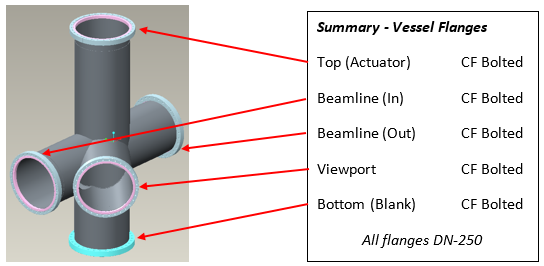 Summary - Vessel Flanges
Top (Actuator) CF Bolted
Beamline (In) CF Bolted
Beamline (Out) CF Bolted
Viewport CF Bolted
Bottom (Blank) CF Bolted
All flanges DN-250